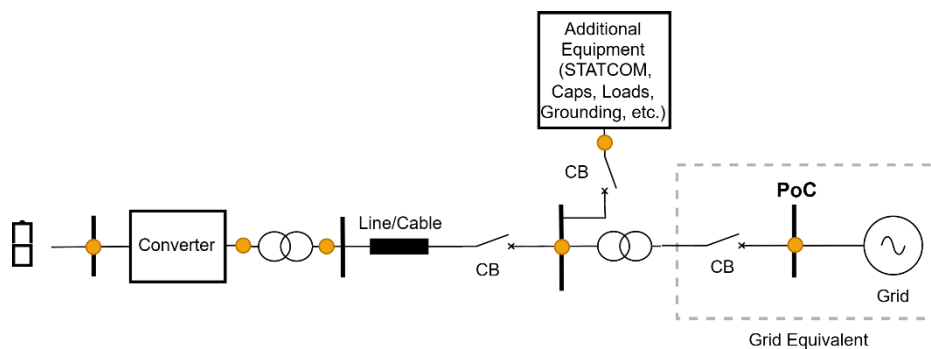 Additional
Equipment
(STATCOM,
Caps, Loads,
Grounding, etc.)
CB
PoC
Converter
Line/Cable
CB
CB
Grid
Grid Equivalent